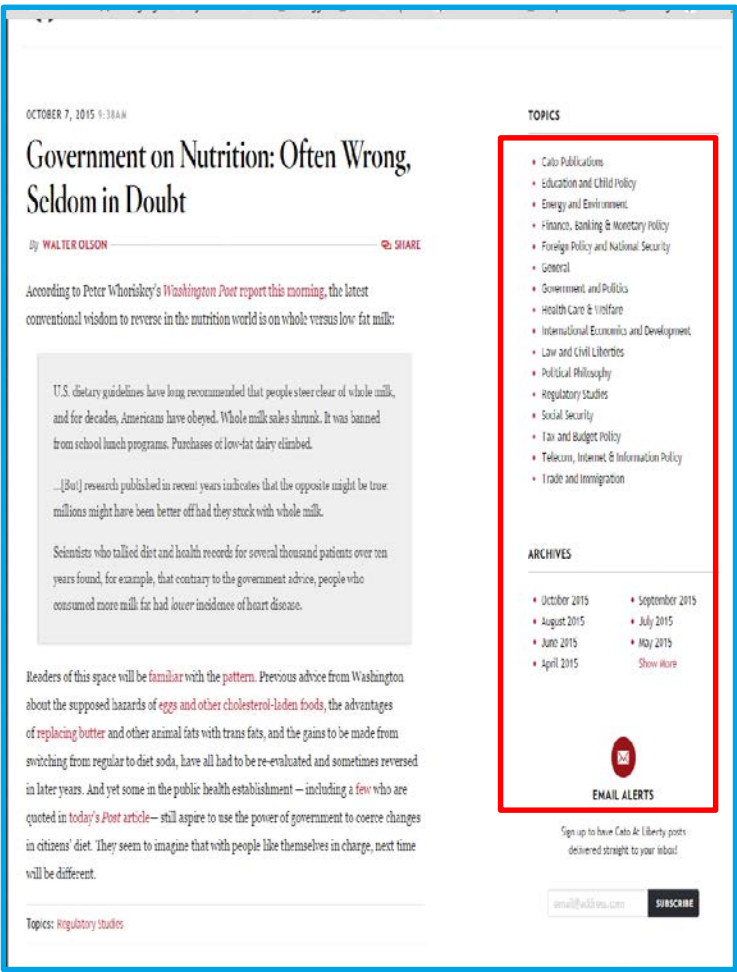 OCTOBER 7, 2015 9:38AM
Government on Nutrition: Often Wrong,
Seldom in Doubt
By WALTER OLSON
SHARE
According to Peter Whoriskey's Washington Post report this morning, the latest
conventional wisdom to reverse in the nutrition world is on whole versus low fat milk:
U.S. dietary guidelines have long recommended that people steer clear of whole milk,
and for decades, Americans have obeyed. Whole milk sales shrunk. It was banned
from school lunch programs. Purchases of low-fat dairy climbed.
...[But] research published in recent years indicates that the opposite might be true:
millions might have been better off had they stuck with whole milk.
Scientists who tallied diet and health records for several thousand patients over ten
years found, for example, that contrary to the government advice, people who
consumed more milk fat had lower incidence of heart disease.
Readers of this space will be familiar with the pattern. Previous advice from Washington
about the supposed hazards of eggs and other cholesterol-laden foods, the advantages
of replacing butter and other animal fats with trans fats, and the gains to be made from
switching from regular to diet soda, have all had to be re-evaluated and sometimes reversed
in later years. And yet some in the public health establishment — including a few who are
quoted in today's Post article— still aspire to use the power of government to coerce changes
in citizens' diet. They seem to imagine that with people like themselves in charge, next time
will be different.
Topics: Regulatory Studies
TOPICS
Cato Publications
Education and Child Policy
Energy and Environment
Finance, Banking & Monetary Policy
Foreign Policy and National Security
General
Government and Politics
Health Care & Welfare
International Economics and Development
Law and Civil Liberties
Political Philosophy
Regulatory Studies
Social Security
Tax and Budget Policy
Telecom, Internet & Information Policy
Trade and Immigration
ARCHIVES
October 2015
September 2015
August 2015
July 2015
June 2015
May 2015
April 2015
Show More
EMAIL ALERTS
Sign up to have Cato At Liberty posts
delivered straight to your inbox!
email@address.com
SUBSCRIBE